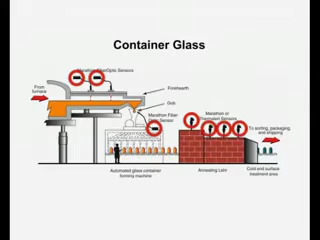 Container Glass
Marathon FiberOptic Sensors
From
furnace
Forehearth
Gob
Marathon Fiber
Optic Sensor
Marathon or
Thermalert Sensors
To sorting, packaging,
and shipping
Automated glass container
forming machine
Annealing Lehr
Cold end surface
treatment area